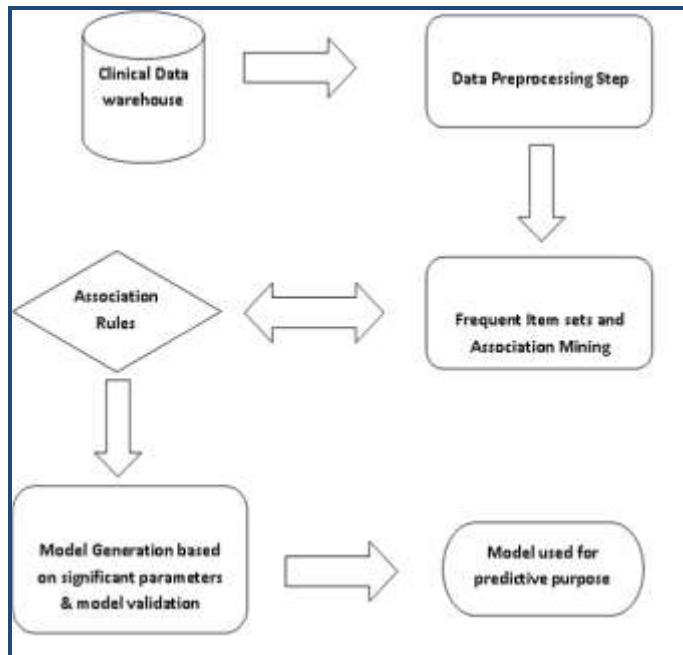 Clinical Data
warehouse
Data Preprocessing Step
Association
Rules
Frequent Item sets and
Association Mining
Model Generation based
on significant parameters
& model validation
Model used for
predictive purpose